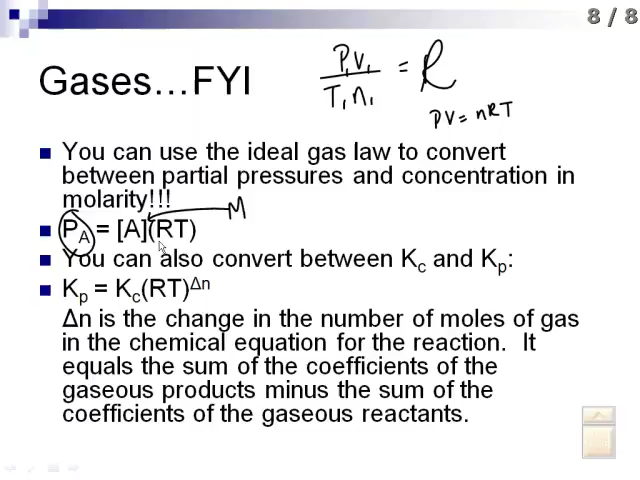 8 / 8
Gases…FYI
P₁V₁
T₁n₁
= R
PV = nRT
You can use the ideal gas law to convert
between partial pressures and concentration in
molarity!!!
M
P_A = [A](RT)
You can also convert between K_c and K_p:
K_p = K_c(RT)^Δn
Δn is the change in the number of moles of gas
in the chemical equation for the reaction. It
equals the sum of the coefficients of the
gaseous products minus the sum of the
coefficients of the gaseous reactants.